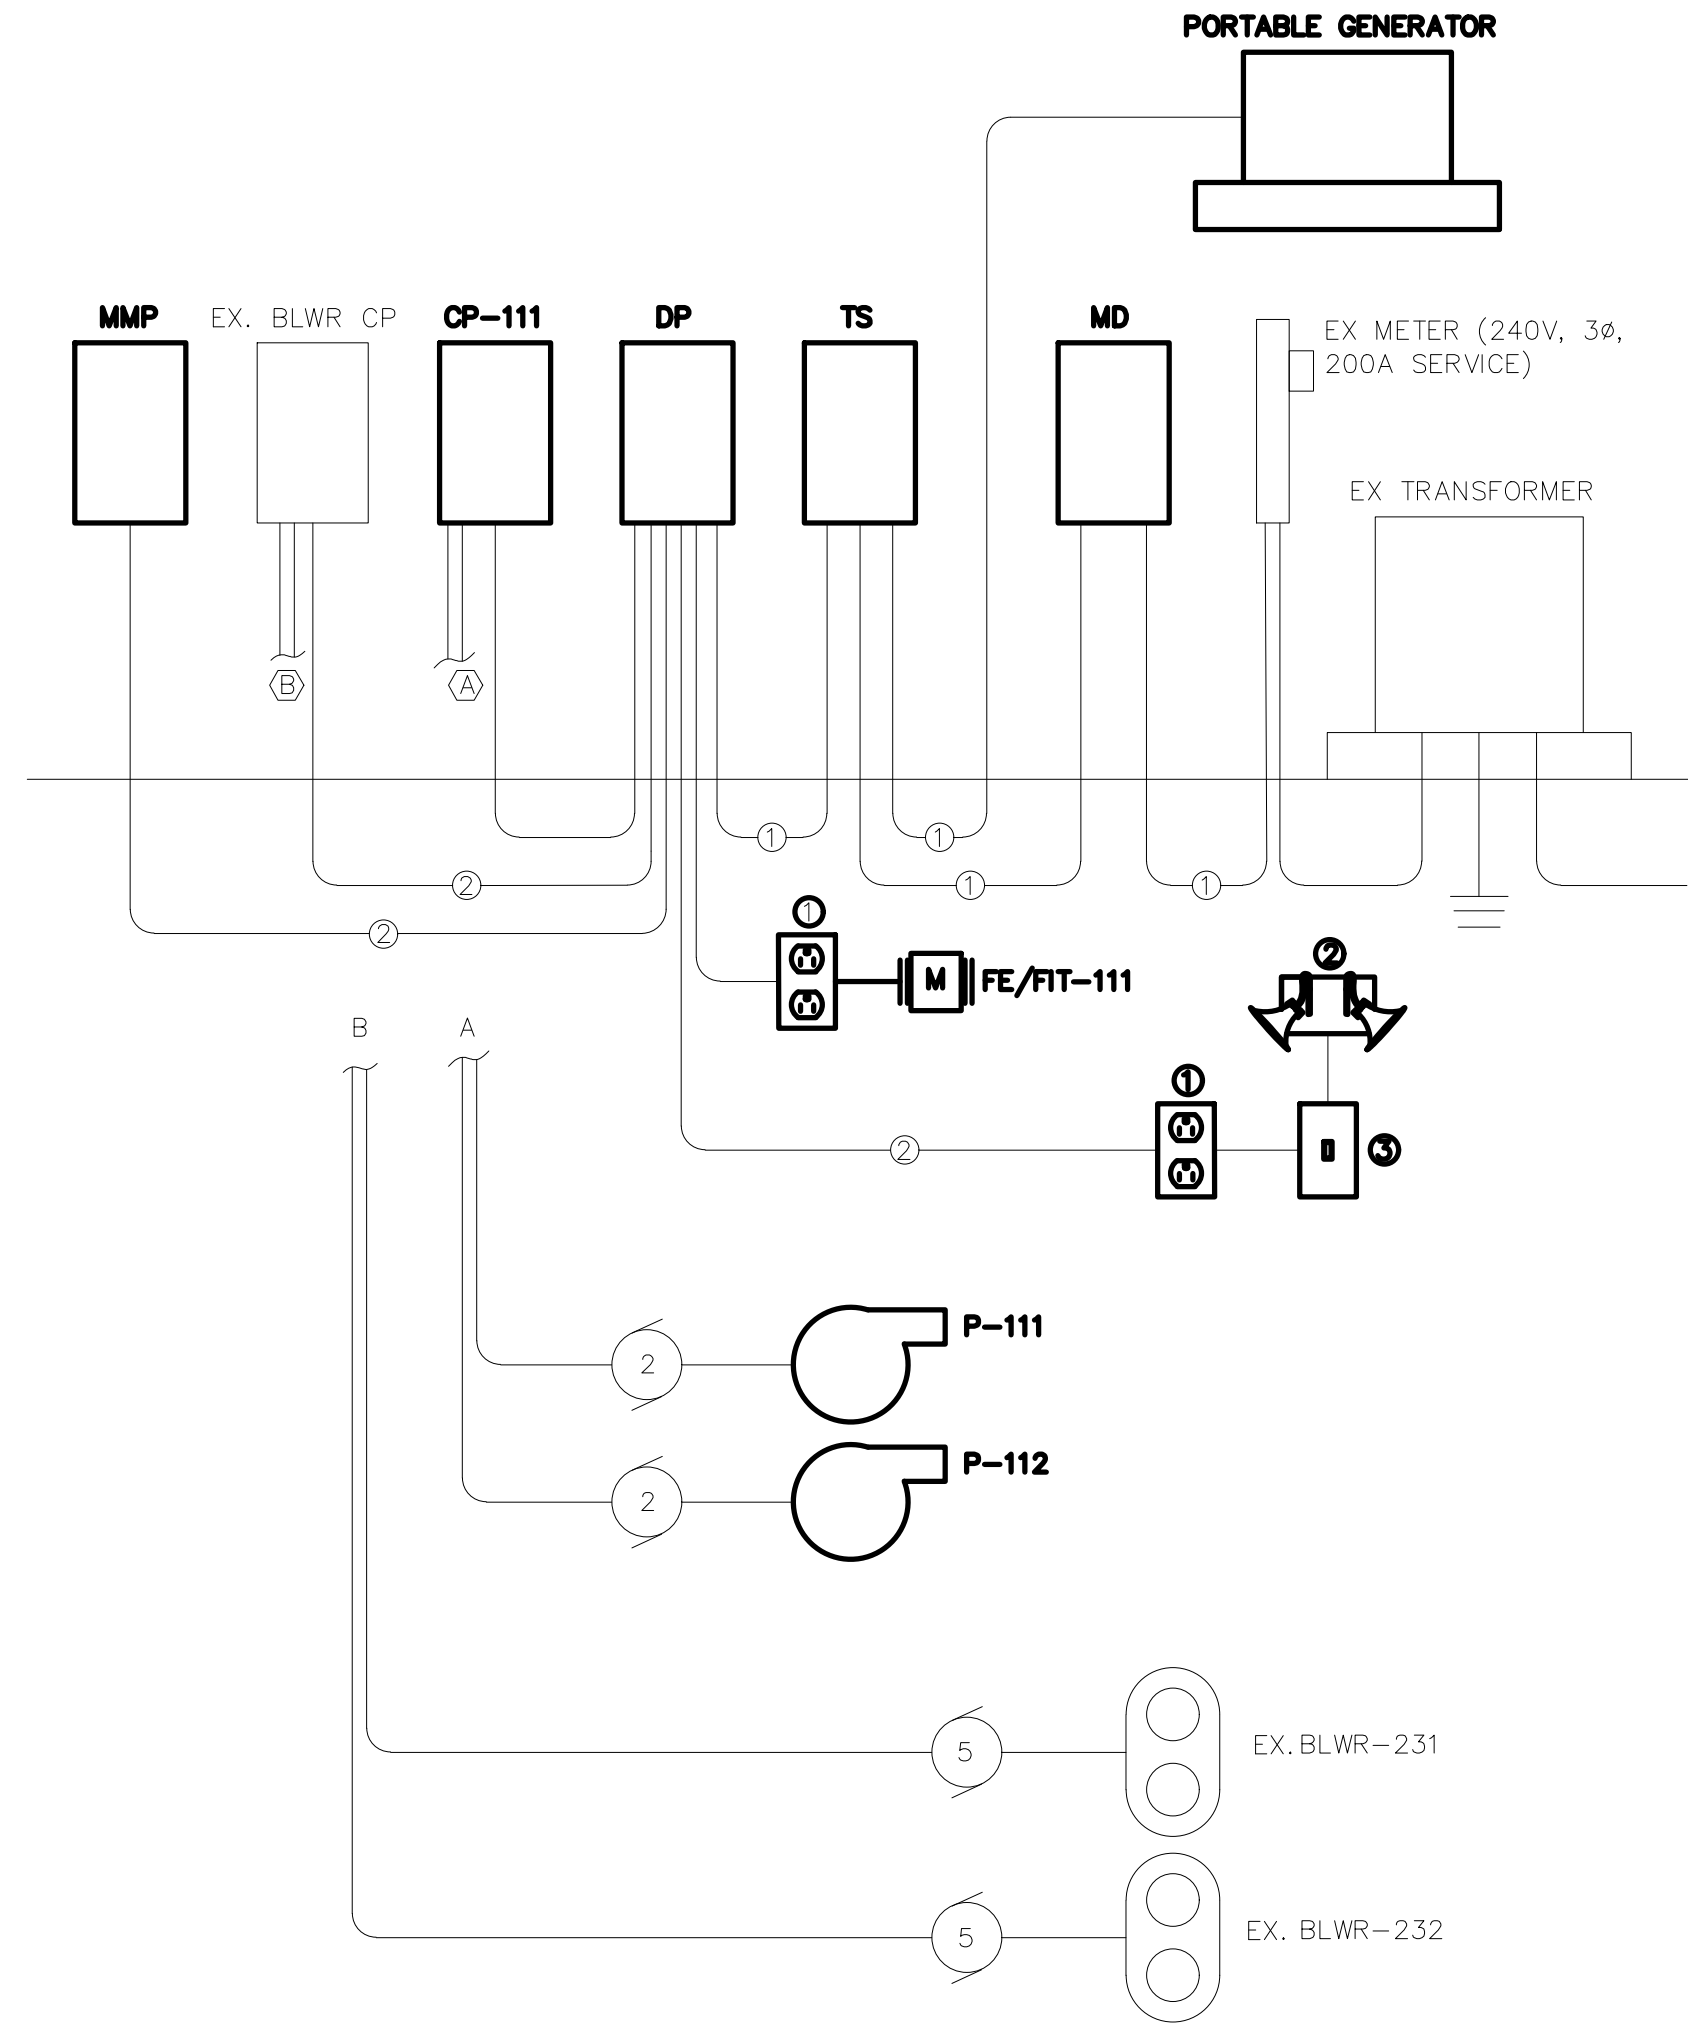 PORTABLE GENERATOR
MMP
EX. BLWR CP
CP-111
DP
TS
MD
EX METER (240V, 3ø,
200A SERVICE)
EX TRANSFORMER
B
A
1
1
2
1
1
2
1
M
FE/FIT-111
2
B
A
1
2
3
P-111
2
P-112
2
5
EX. BLWR-231
5
EX. BLWR-232